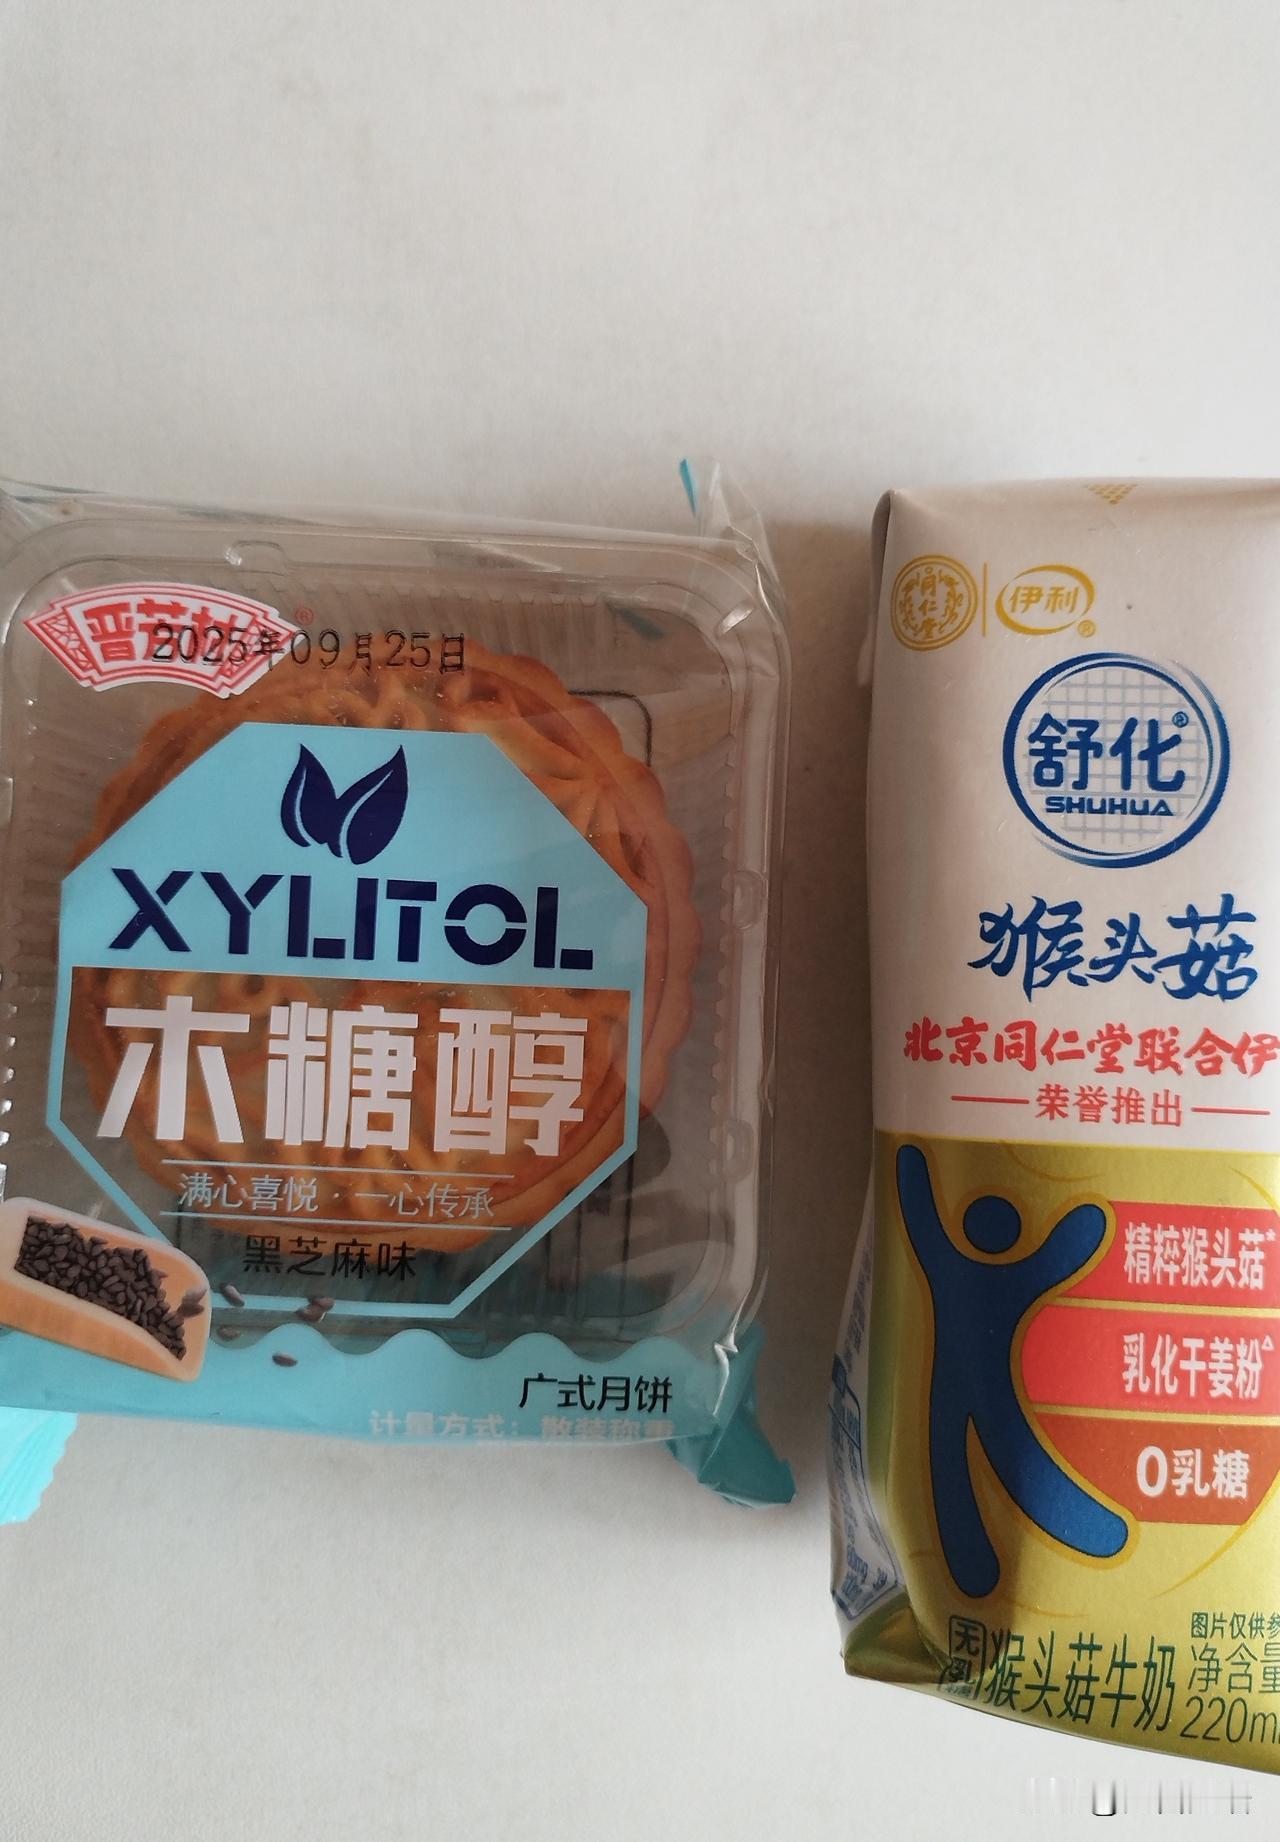 2025年09月25日
XYLITOL
木糖醇
满心喜悦·一心传承
黑芝麻味
广式月饼
计量方式：散装称重
同仁堂
伊利®
舒化®
SHUHUA
猴头菇
北京同仁堂联合伊
荣誉推出
精粹猴头菇*
乳化干姜粉△
0乳糖
图片仅供参
无乳
猴头菇牛奶
净含量
220ml